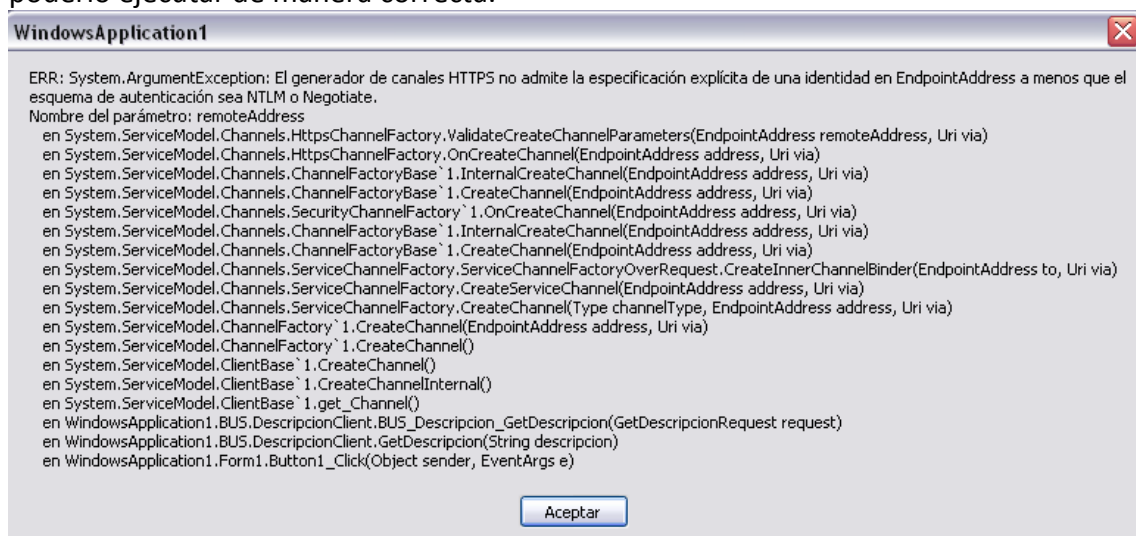 poderlo ejecutar de manera correcta.
WindowsApplication1
ERR: System.ArgumentException: El generador de canales HTTPS no admite la especificación explícita de una identidad en EndpointAddress a menos que el
esquema de autenticación sea NTLM o Negotiate.
Nombre del parámetro: remoteAddress
en System.ServiceModel.Channels.HttpsChannelFactory.ValidateCreateChannelParameters(EndpointAddress remoteAddress, Uri via)
en System.ServiceModel.Channels.HttpsChannelFactory.OnCreateChannel(EndpointAddress address, Uri via)
en System.ServiceModel.Channels.ChannelFactoryBase`1.InternalCreateChannel(EndpointAddress address, Uri via)
en System.ServiceModel.Channels.ChannelFactoryBase`1.CreateChannel(EndpointAddress address, Uri via)
en System.ServiceModel.Channels.SecurityChannelFactory`1.OnCreateChannel(EndpointAddress address, Uri via)
en System.ServiceModel.Channels.ChannelFactoryBase`1.InternalCreateChannel(EndpointAddress address, Uri via)
en System.ServiceModel.Channels.ChannelFactoryBase`1.CreateChannel(EndpointAddress address, Uri via)
en System.ServiceModel.Channels.ServiceChannelFactory.ServiceChannelFactoryOverRequest.CreateInnerChannelBinder(EndpointAddress to, Uri via)
en System.ServiceModel.Channels.ServiceChannelFactory.CreateServiceChannel(EndpointAddress address, Uri via)
en System.ServiceModel.Channels.ServiceChannelFactory.CreateChannel(Type channelType, EndpointAddress address, Uri via)
en System.ServiceModel.ChannelFactory`1.CreateChannel(EndpointAddress address, Uri via)
en System.ServiceModel.ChannelFactory`1.CreateChannel()
en System.ServiceModel.ClientBase`1.CreateChannel()
en System.ServiceModel.ClientBase`1.CreateChannelInternal()
en System.ServiceModel.ClientBase`1.get_Channel()
en WindowsApplication1.BUS.DescripcionClient.BUS_Descripcion_GetDescripcion(GetDescripcionRequest request)
en WindowsApplication1.BUS.DescripcionClient.GetDescripcion(String descripcion)
en WindowsApplication1.Form1.Button1_Click(Object sender, EventArgs e)
Aceptar